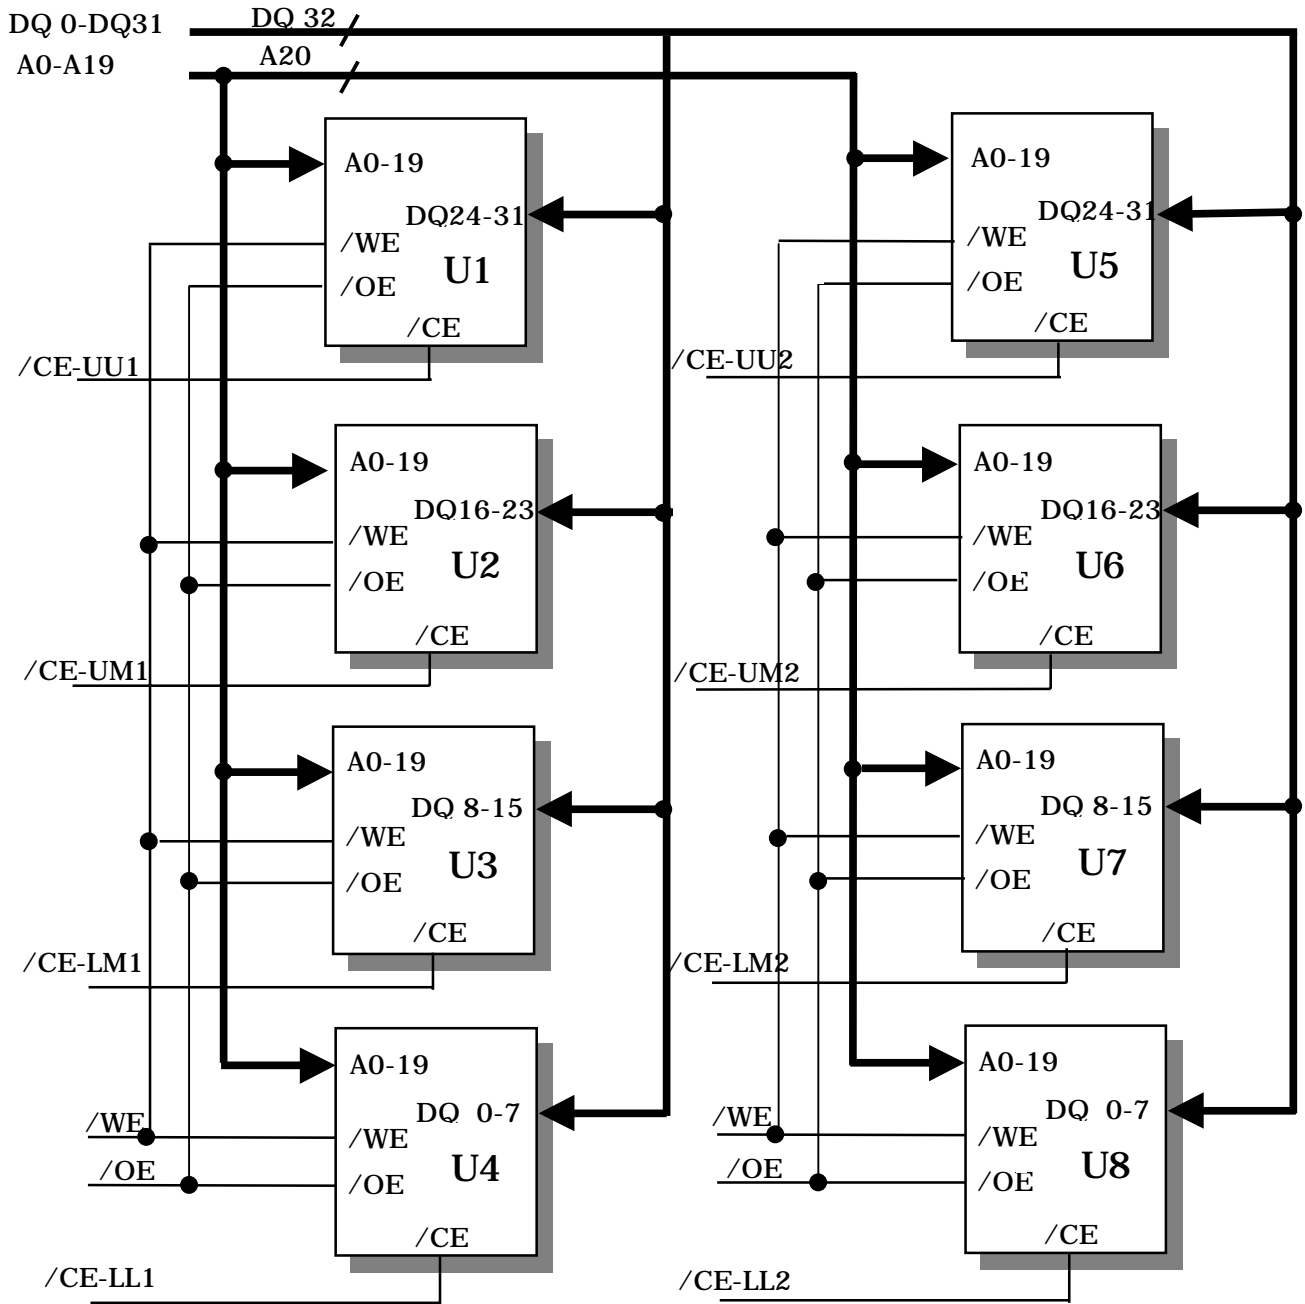 DQ 0-DQ31
DQ 32
A0-A19
A20
A0-19
DQ24-31
/WE
U1
/OE
/CE
/CE-UU1
A0-19
DQ24-31
/WE
U5
/OE
/CE
/CE-UU2
A0-19
DQ16-23
/WE
U2
/OE
/CE
/CE-UM1
A0-19
DQ16-23
/WE
U6
/OE
/CE
/CE-UM2
A0-19
DQ 8-15
/WE
U3
/OE
/CE
/CE-LM1
A0-19
DQ 8-15
/WE
U7
/OE
/CE
/CE-LM2
A0-19
DQ 0-7
/WE
/WE
U4
/OE
/OE
/CE
/CE-LL1
A0-19
DQ 0-7
/WE
/WE
U8
/OE
/OE
/CE
/CE-LL2